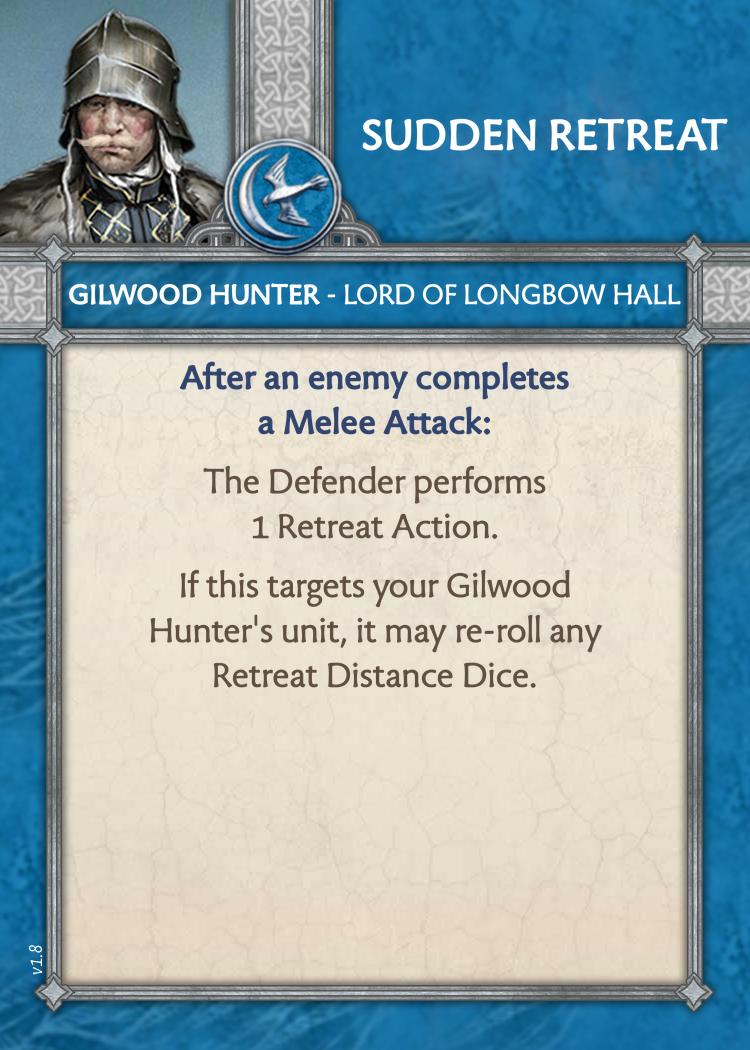 SUDDEN RETREAT
GILWOOD HUNTER - LORD OF LONGBOW HALL
After an enemy completes
a Melee Attack:
The Defender performs
1 Retreat Action.
If this targets your Gilwood
Hunter's unit, it may re-roll any
Retreat Distance Dice.
v1.8